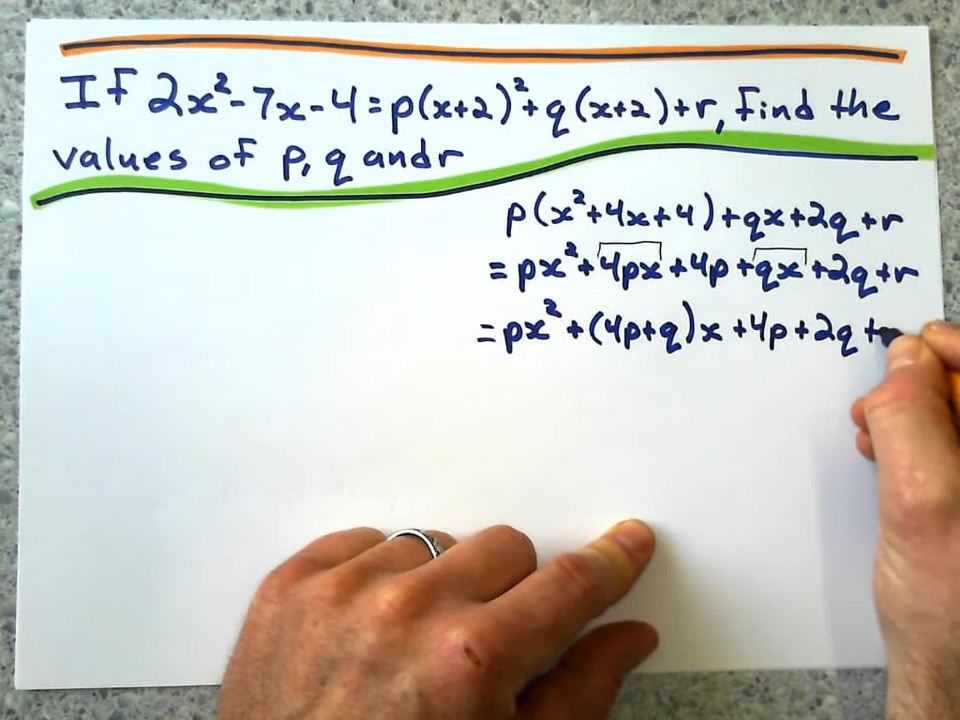 If 2x²-7x-4=p(x+2)²+q(x+2)+r, find the
values of p, q and r
p(x²+4x+4)+qx+2q+r
=px²+4px+4p+qx+2q+r
=px²+(4p+q)x+4p+2q+